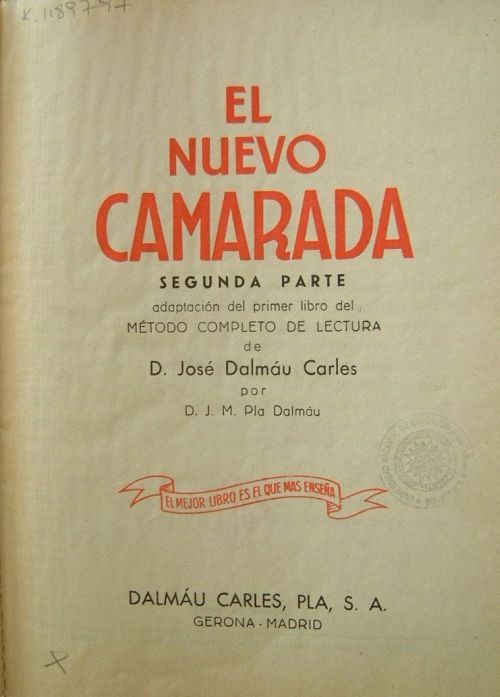 K.1189797
EL
NUEVO
CAMARADA
SEGUNDA PARTE
adaptación del primer libro del
MÉTODO COMPLETO DE LECTURA
de
D. José Dalmáu Carles
por
D. J. M. Pla Dalmáu
EL MEJOR LIBRO ES EL QUE MAS ENSEÑA
DALMÁU CARLES, PLA, S. A.
GERONA - MADRID